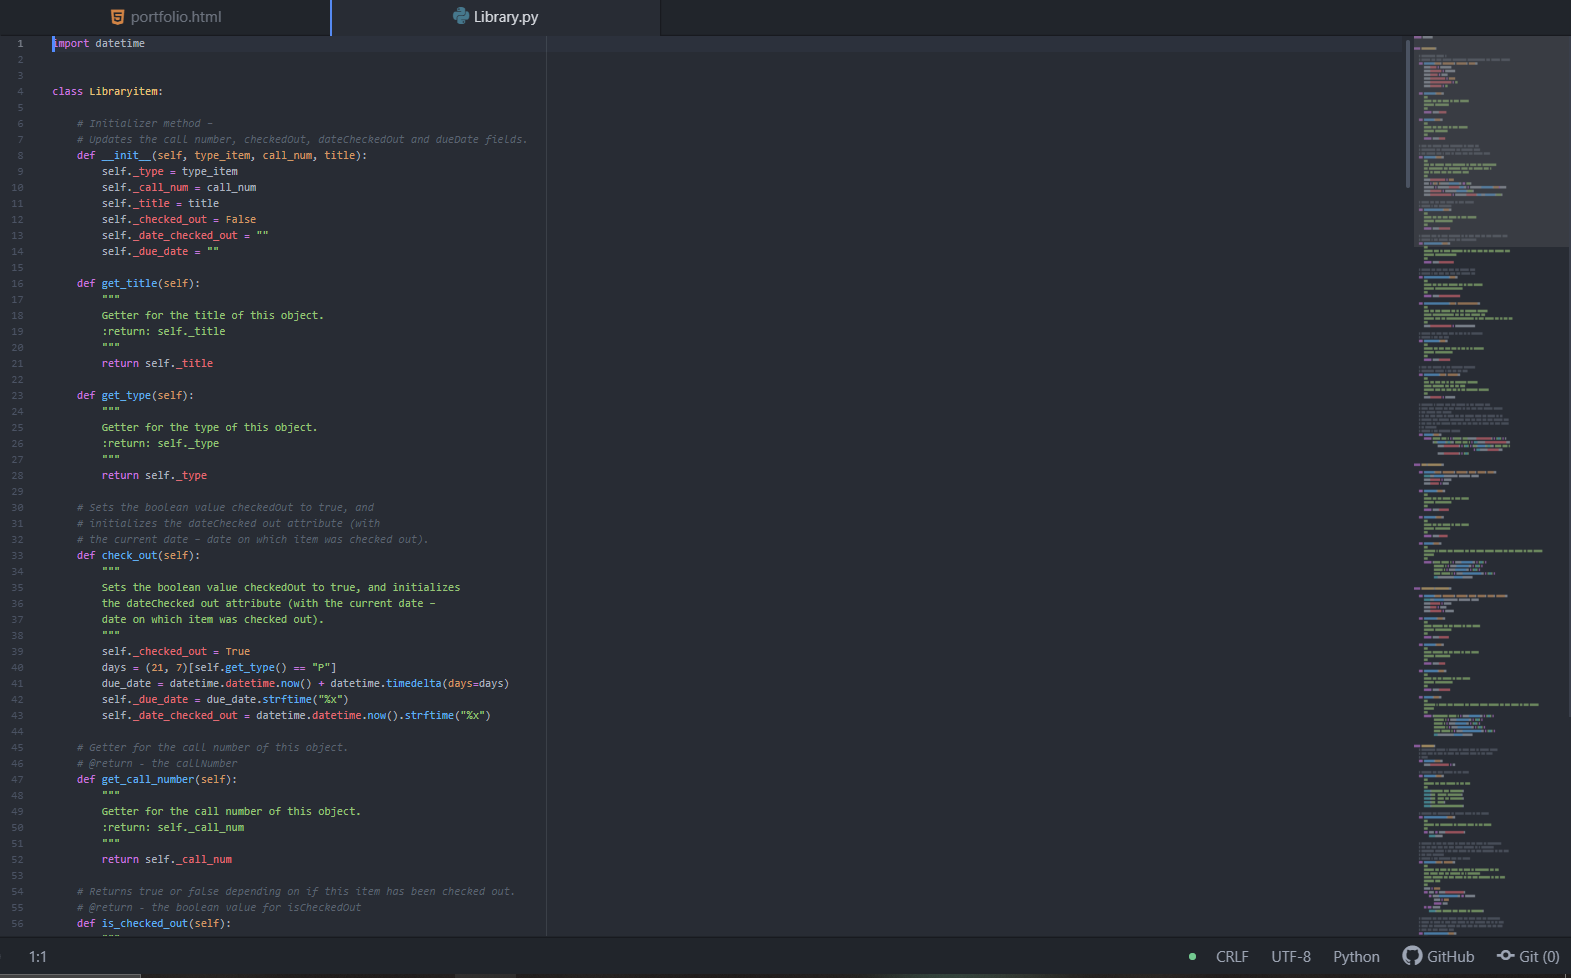 portfolio.html
Library.py
1 import datetime
2
3
4 class Libraryitem:
5
6     # Initializer method –
7     # Updates the call number, checkedOut, dateCheckedOut and dueDate fields.
8     def __init__(self, type_item, call_num, title):
9         self._type = type_item
10         self._call_num = call_num
11         self._title = title
12         self._checked_out = False
13         self._date_checked_out = ""
14         self._due_date = ""
15
16     def get_title(self):
17         """
18         Getter for the title of this object.
19         :return: self._title
20         """
21         return self._title
22
23     def get_type(self):
24         """
25         Getter for the type of this object.
26         :return: self._type
27         """
28         return self._type
29
30     # Sets the boolean value checkedOut to true, and
31     # initializes the dateChecked out attribute (with
32     # the current date – date on which item was checked out).
33     def check_out(self):
34         """
35         Sets the boolean value checkedOut to true, and initializes
36         the dateChecked out attribute (with the current date –
37         date on which item was checked out).
38         """
39         self._checked_out = True
40         days = (21, 7)[self.get_type() == "P"]
41         due_date = datetime.datetime.now() + datetime.timedelta(days=days)
42         self._due_date = due_date.strftime("%x")
43         self._date_checked_out = datetime.datetime.now().strftime("%x")
44
45     # Getter for the call number of this object.
46     # @return - the callNumber
47     def get_call_number(self):
48         """
49         Getter for the call number of this object.
50         :return: self._call_num
51         """
52         return self._call_num
53
54     # Returns true or false depending on if this item has been checked out.
55     # @return - the boolean value for isCheckedOut
56     def is_checked_out(self):
1:1
CRLF UTF-8 Python GitHub Git (0)